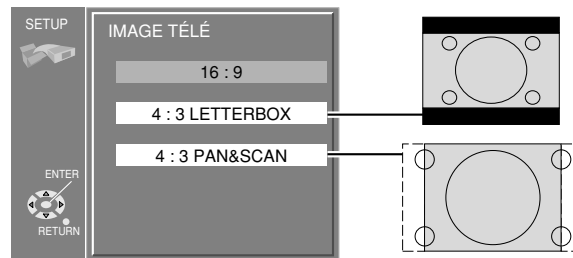 SETUP
IMAGE TÉLÉ
16 : 9
4 : 3 LETTERBOX
4 : 3 PAN&SCAN
ENTER
RETURN